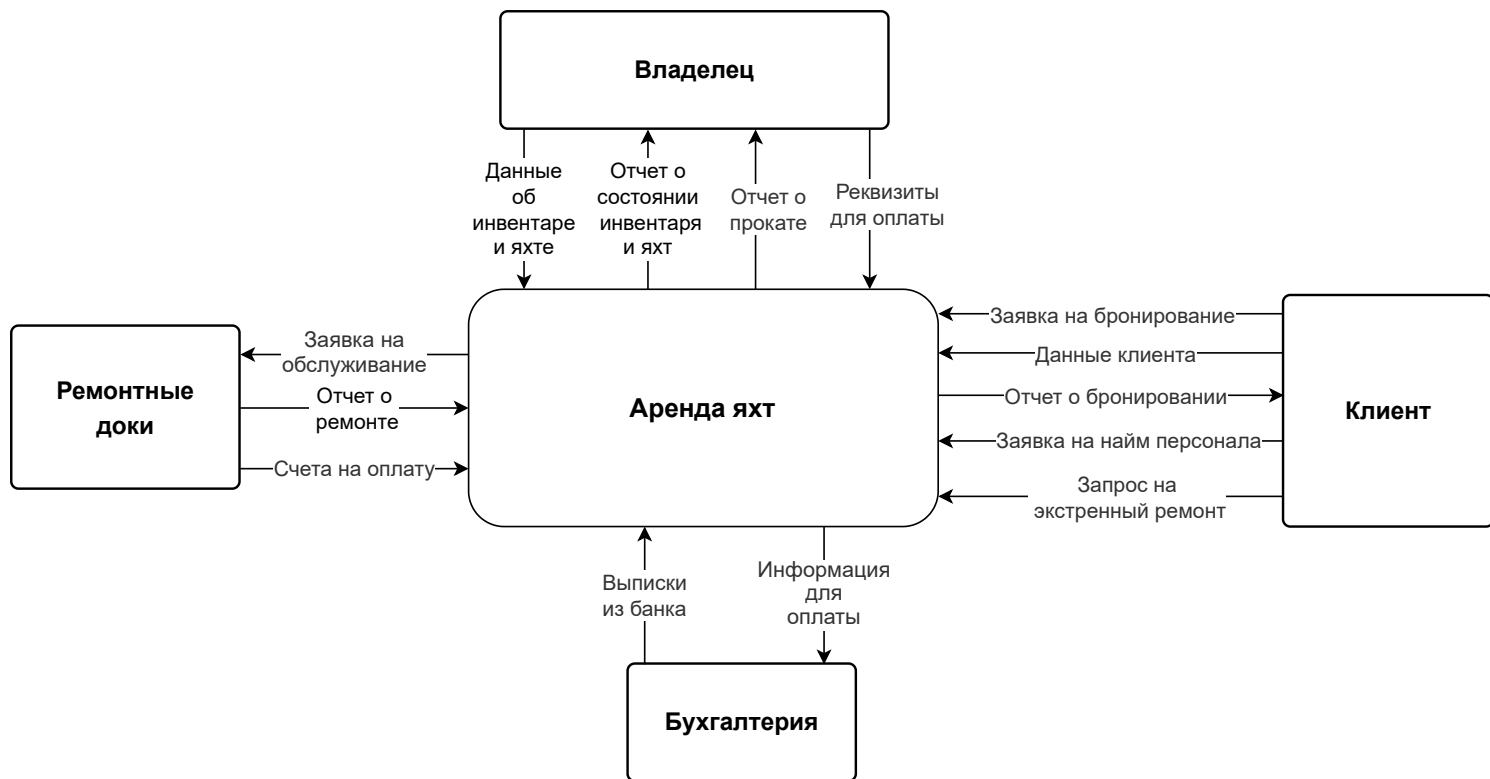 Владелец
Данные
об
инвентаре
и яхте
Отчет о
состоянии
инвентаря
и яхт
Отчет о
прокате
Реквизиты
для оплаты
Ремонтные
доки
Заявка на
обслуживание
Отчет о
ремонте
Счета на оплату
Аренда яхт
Заявка на бронирование
Данные клиента
Отчет о бронировании
Заявка на найм персонала
Запрос на
экстренный ремонт
Клиент
Выписки
из банка
Информация
для
оплаты
Бухгалтерия